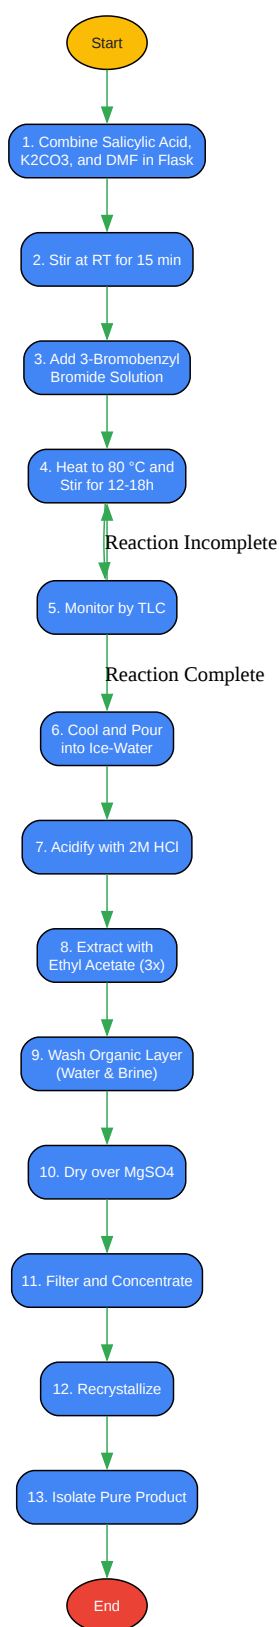 Start
1. Combine Salicylic Acid,
K2CO3, and DMF in Flask
2. Stir at RT for 15 min
3. Add 3-Bromobenzyl
Bromide Solution
4. Heat to 80 °C and
Stir for 12-18h
Reaction Incomplete
5. Monitor by TLC
Reaction Complete
6. Cool and Pour
into Ice-Water
7. Acidify with 2M HCl
8. Extract with
Ethyl Acetate (3x)
9. Wash Organic Layer
(Water & Brine)
10. Dry over MgSO4
11. Filter and Concentrate
12. Recrystallize
13. Isolate Pure Product
End